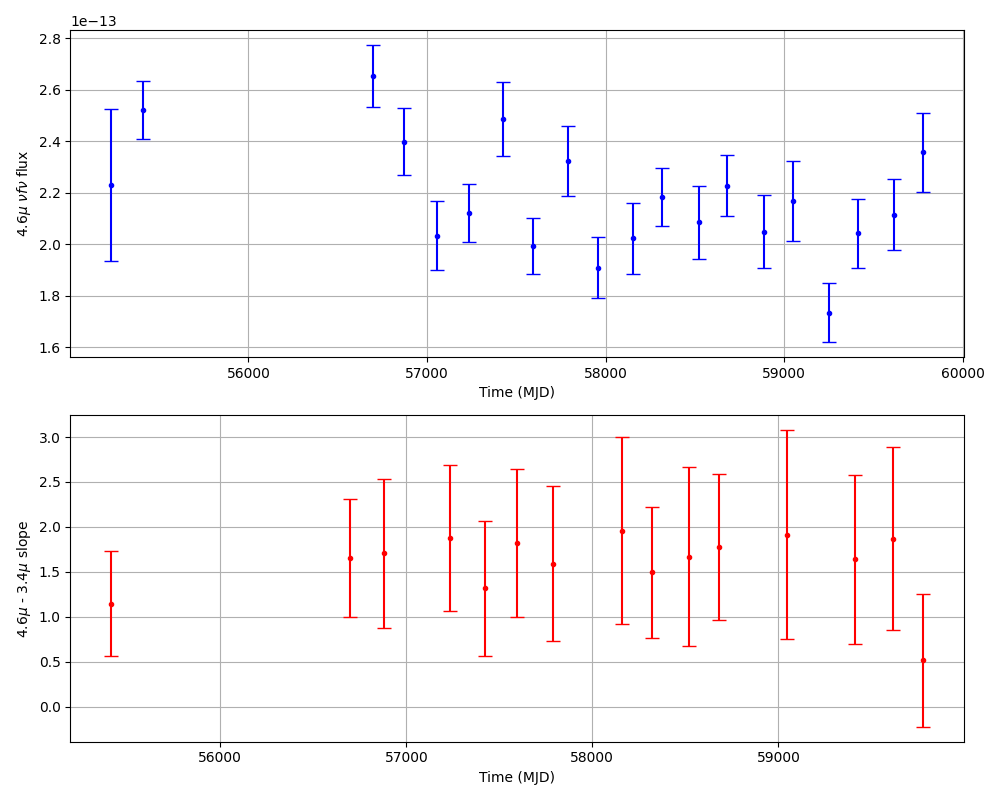 1e−13
2.8
2.6
2.4
2.2
2.0
1.8
1.6
4.6μ νfν flux
56000 57000 58000 59000 60000
Time (MJD)
3.0
2.5
2.0
1.5
1.0
0.5
0.0
4.6μ - 3.4μ slope
56000 57000 58000 59000
Time (MJD)